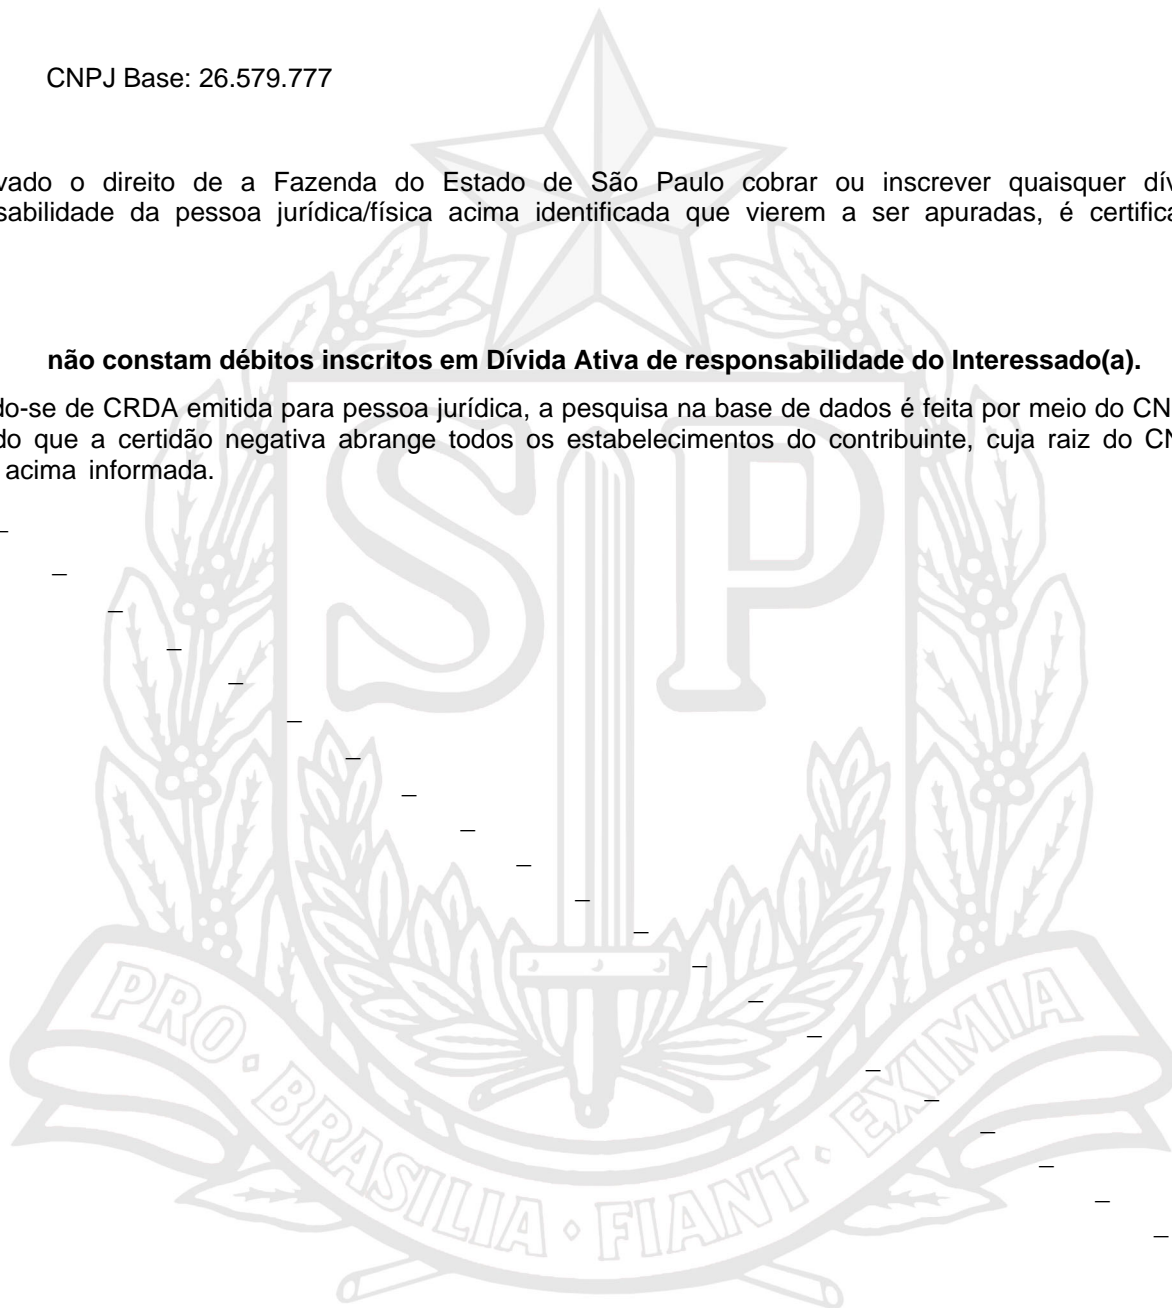 CNPJ Base: 26.579.777
vado o direito de a Fazenda do Estado de São Paulo cobrar ou inscrever quaisquer dív
sabilidade da pessoa jurídica/física acima identificada que vierem a ser apuradas, é certifica
não constam débitos inscritos em Dívida Ativa de responsabilidade do Interessado(a).
do-se de CRDA emitida para pessoa jurídica, a pesquisa na base de dados é feita por meio do CN
do que a certidão negativa abrange todos os estabelecimentos do contribuinte, cuja raiz do CN
acima informada.
SP
PRO • BRASILIA • FIANT • EXIMIA